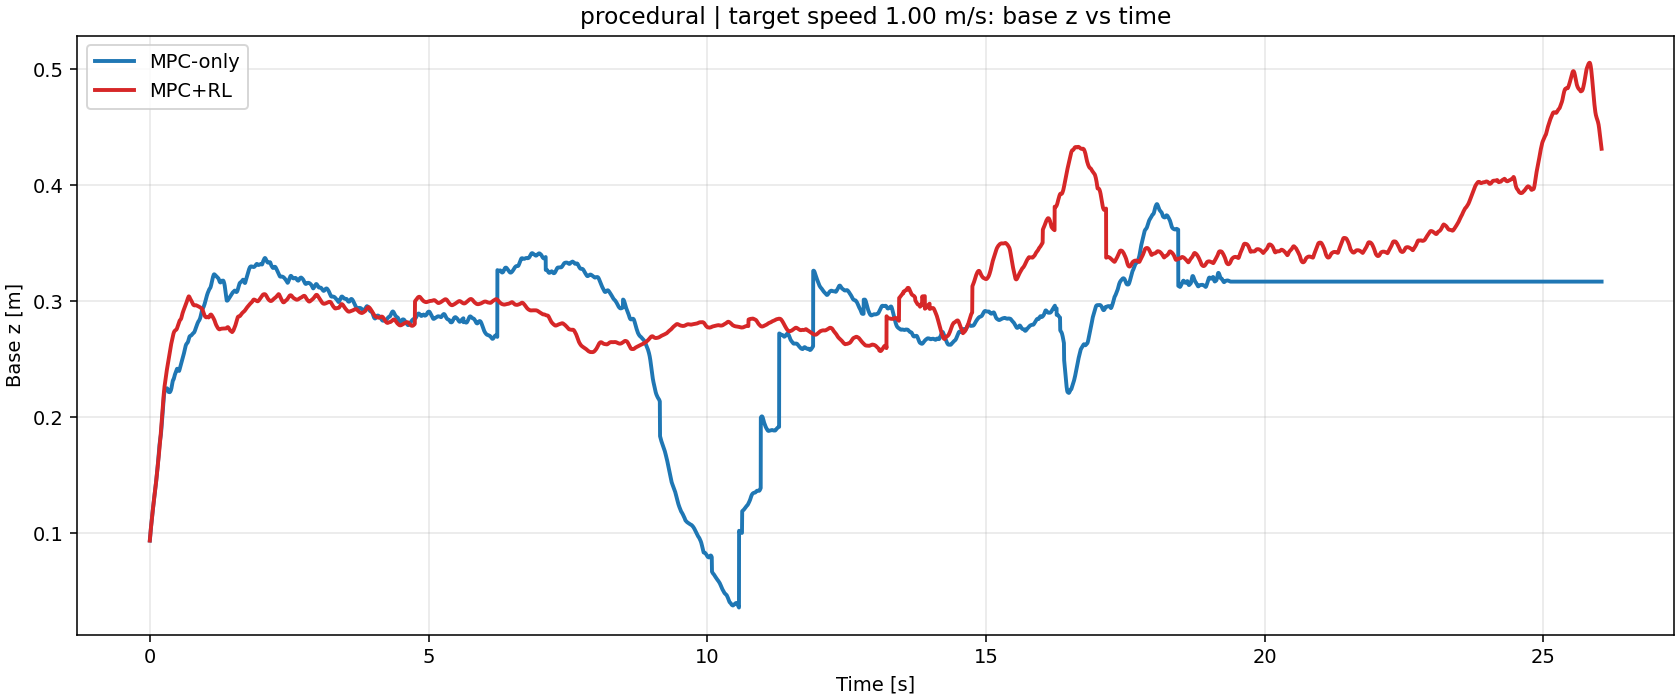 procedural | target speed 1.00 m/s: base z vs time
MPC-only
MPC+RL
Base z [m]
0.5
0.4
0.3
0.2
0.1
0 5 10 15 20 25
Time [s]